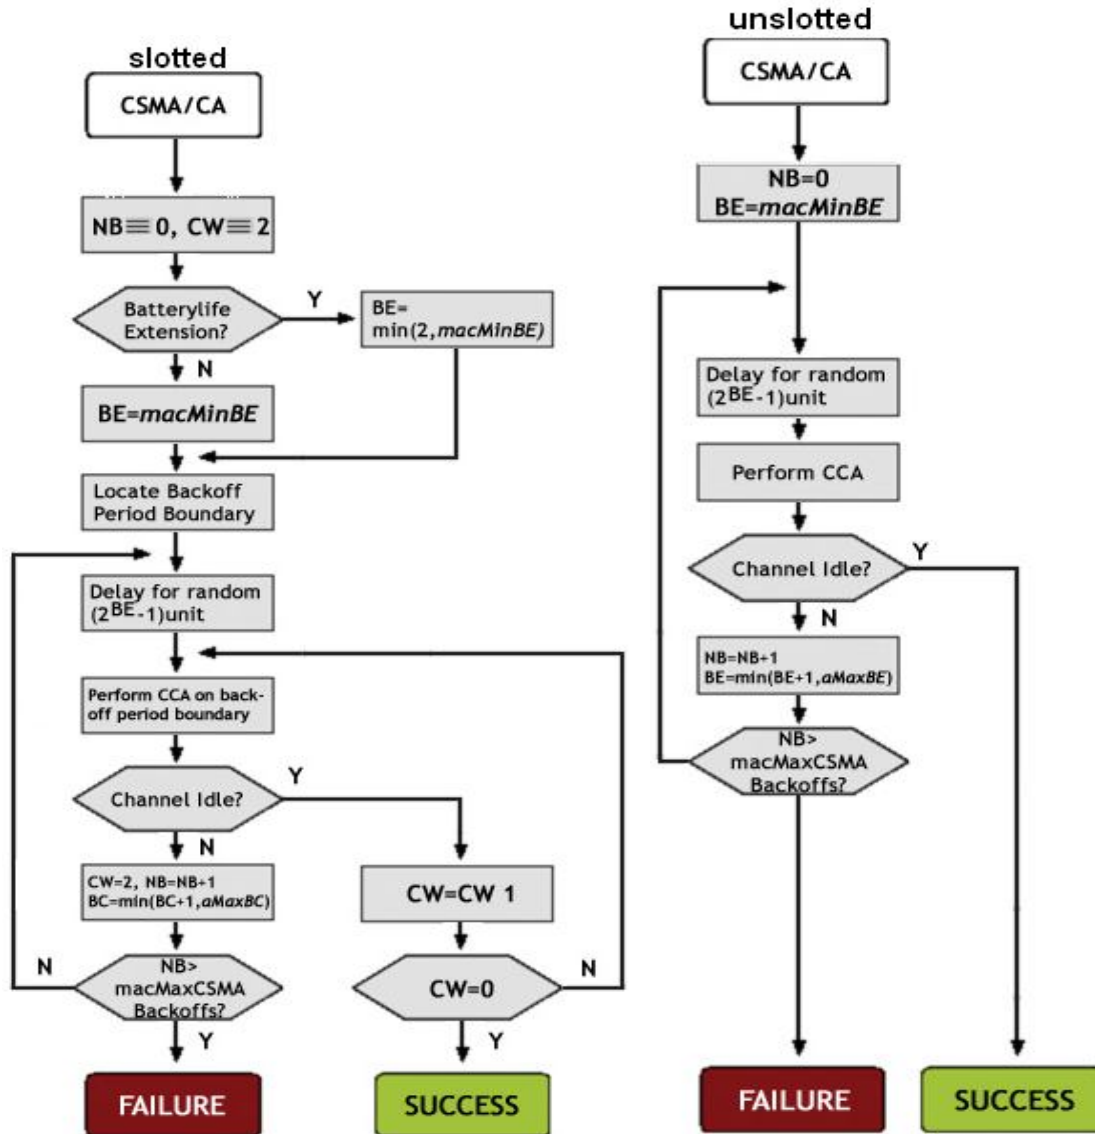 slotted
CSMA/CA
NB≡0, CW≡2
Batterylife
Extension?
Y
BE=
min(2,macMinBE)
N
BE=macMinBE
Locate Backoff
Period Boundary
Delay for random
(2^BE-1)unit
Perform CCA on back-
off period boundary
Channel Idle?
Y
N
CW=2, NB=NB+1
BC=min(BC+1,aMaxBC)
CW=CW 1
NB>
macMaxCSMA
Backoffs?
N
Y
CW=0
N
Y
FAILURE
SUCCESS
unslotted
CSMA/CA
NB=0
BE=macMinBE
Delay for random
(2^BE-1)unit
Perform CCA
Channel Idle?
Y
N
NB=NB+1
BE=min(BE+1,aMaxBE)
NB>
macMaxCSMA
Backoffs?
FAILURE
SUCCESS